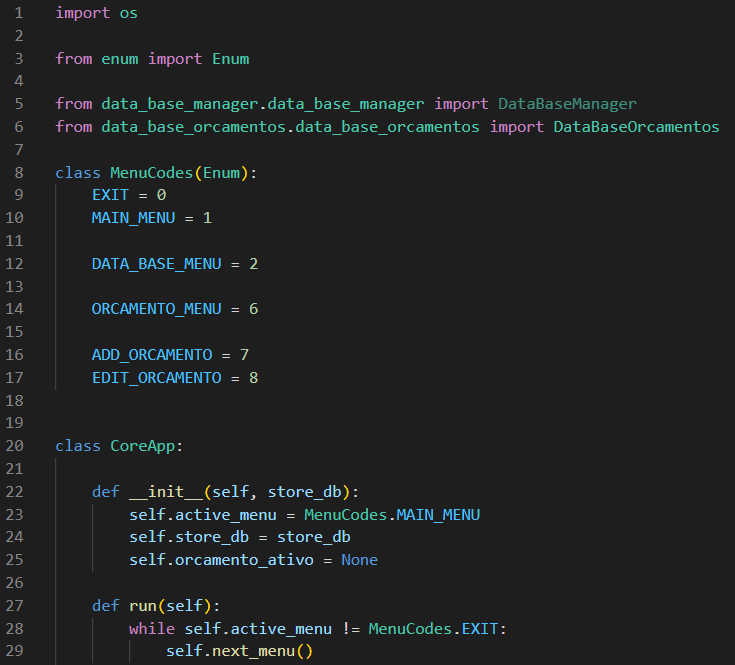 1 import os
2
3 from enum import Enum
4
5 from data_base_manager.data_base_manager import DataBaseManager
6 from data_base_orcamentos.data_base_orcamentos import DataBaseOrcamentos
7
8 class MenuCodes(Enum):
9     EXIT = 0
10     MAIN_MENU = 1
11
12     DATA_BASE_MENU = 2
13
14     ORCAMENTO_MENU = 6
15
16     ADD_ORCAMENTO = 7
17     EDIT_ORCAMENTO = 8
18
19
20 class CoreApp:
21
22     def __init__(self, store_db):
23         self.active_menu = MenuCodes.MAIN_MENU
24         self.store_db = store_db
25         self.orcamento_ativo = None
26
27     def run(self):
28         while self.active_menu != MenuCodes.EXIT:
29             self.next_menu()